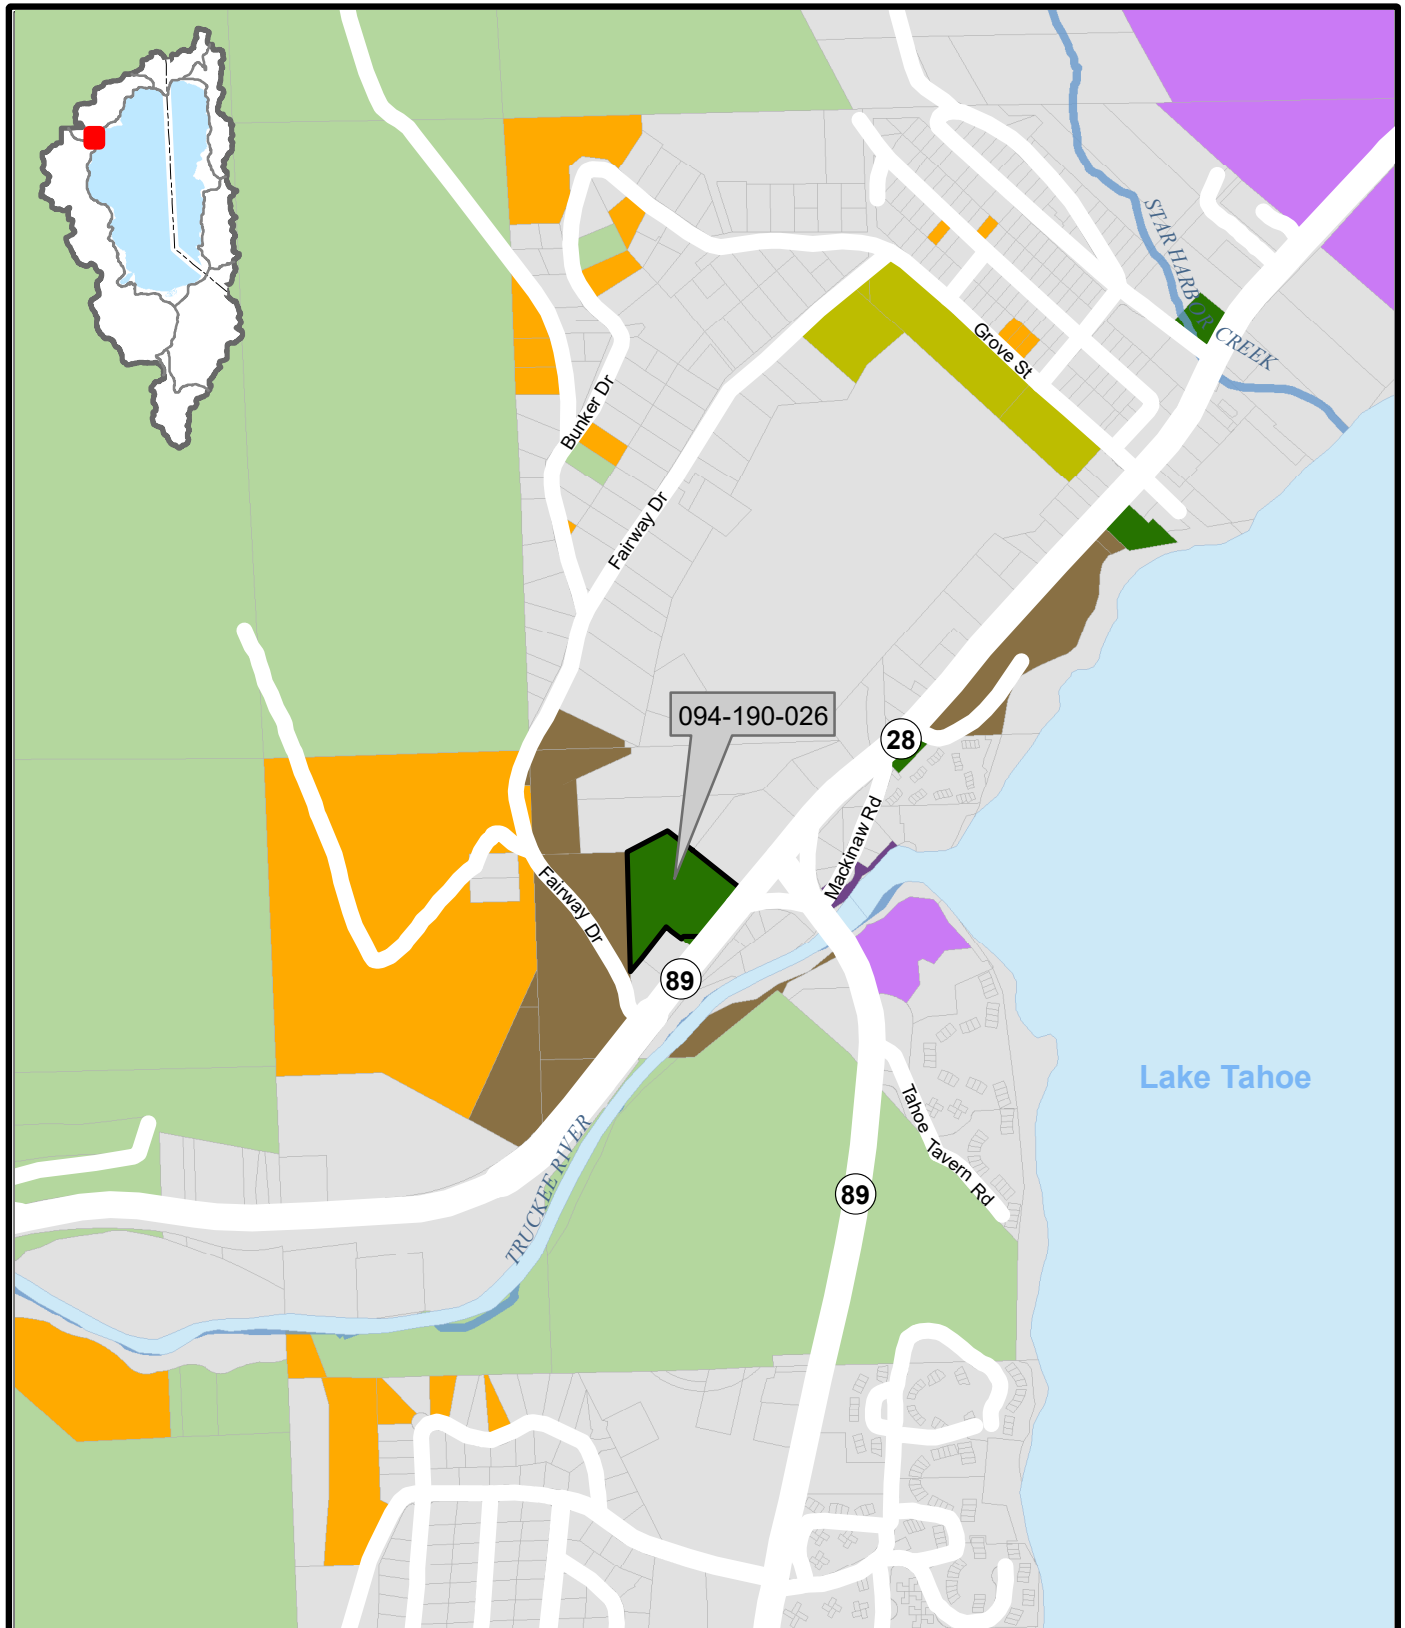 STAR HARBOR CREEK
Grove St
Bunker Dr
Fairway Dr
094-190-026
28
Mackinaw Rd
Fairway Dr
89
Lake Tahoe
Tahoe Tavern Rd
TRUCKEE RIVER
89